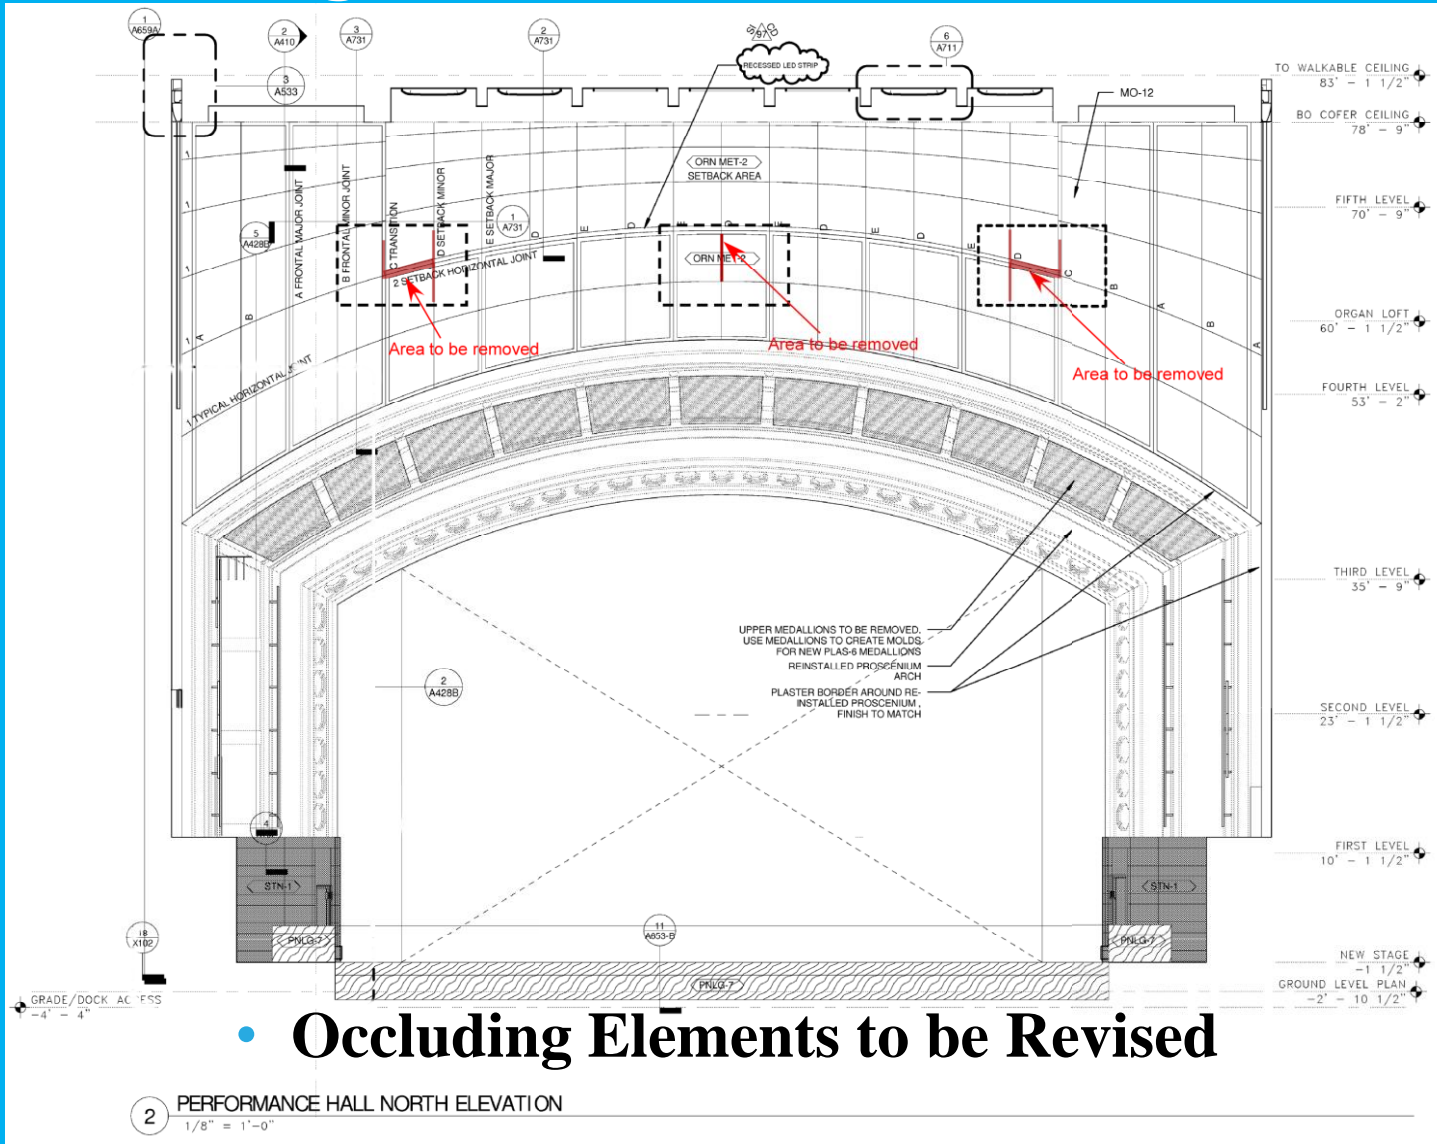 1
A659A
2
A410
3
A731
2
A731
6
A711
3
A533
RECESSED LED STRIP
MO-12
TO WALKABLE CEILING
83' - 1 1/2"
BO COFER CEILING
78' - 9"
FIFTH LEVEL
70' - 9"
ORGAN LOFT
60' - 1 1/2"
FOURTH LEVEL
53' - 2"
THIRD LEVEL
35' - 9"
SECOND LEVEL
23' - 1 1/2"
FIRST LEVEL
10' - 1 1/2"
NEW STAGE
-1 1/2"
GROUND LEVEL PLAN
-2' - 10 1/2"
ORN MET-2
SETBACK AREA
ORN MET-2
A FRONTAL MAJOR JOINT
B FRONTAL MINOR JOINT
C TRANSITION
D SETBACK MINOR
E SETBACK MAJOR
1
A731
5
A428B
2 SETBACK HORIZONTAL JOINT
1 TYPICAL HORIZONTAL JOINT
1
1
1
1
1
A
B
D
E
D
E
D
E
D
E
D
E
D
C
B
A
B
A
Area to be removed
Area to be removed
Area to be removed
UPPER MEDALLIONS TO BE REMOVED.
USE MEDALLIONS TO CREATE MOLDS
FOR NEW PLAS-6 MEDALLIONS
REINSTALLED PROSCENIUM
ARCH
PLASTER BORDER AROUND RE-
INSTALLED PROSCENIUM ,
FINISH TO MATCH
2
A428B
4
STN-1
STN-1
PNLG-7
PNLG-7
PNLG-7
11
A653-B
18
X102
GRADE/DOCK ACCESS
-4' - 4"
• Occluding Elements to be Revised
2
PERFORMANCE HALL NORTH ELEVATION
1/8" = 1'-0"